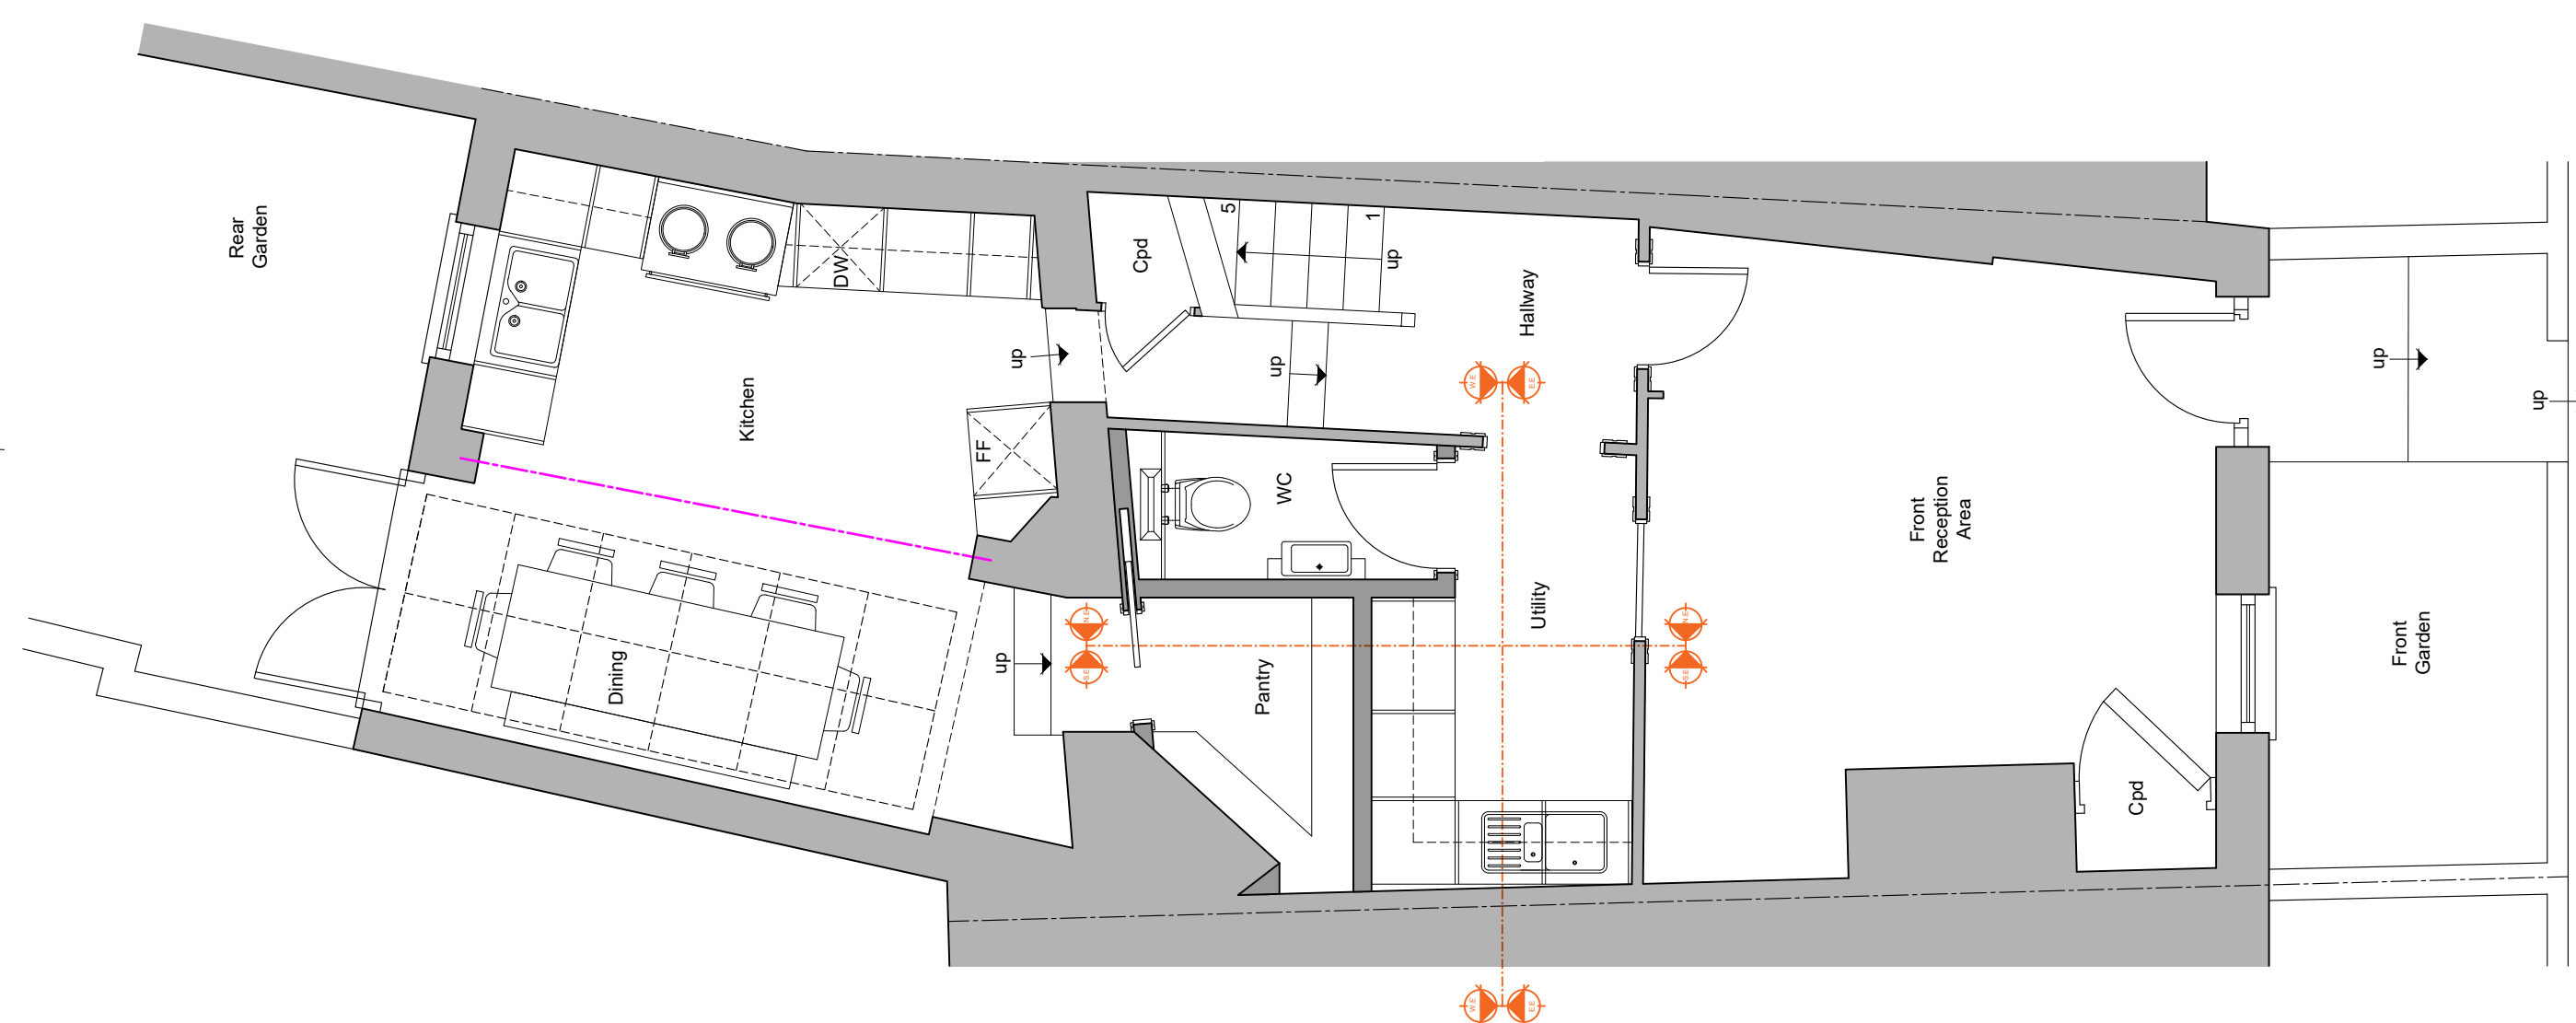 Rear
Garden
Kitchen
DW
FF
Dining
up
up
Cpd
5
1
up
up
Hallway
WC
Utility
Pantry
W.E
E.E
N.E
S.E
N.E
S.E
W.E
E.E
Front
Reception
Area
Cpd
up
up
Front
Garden